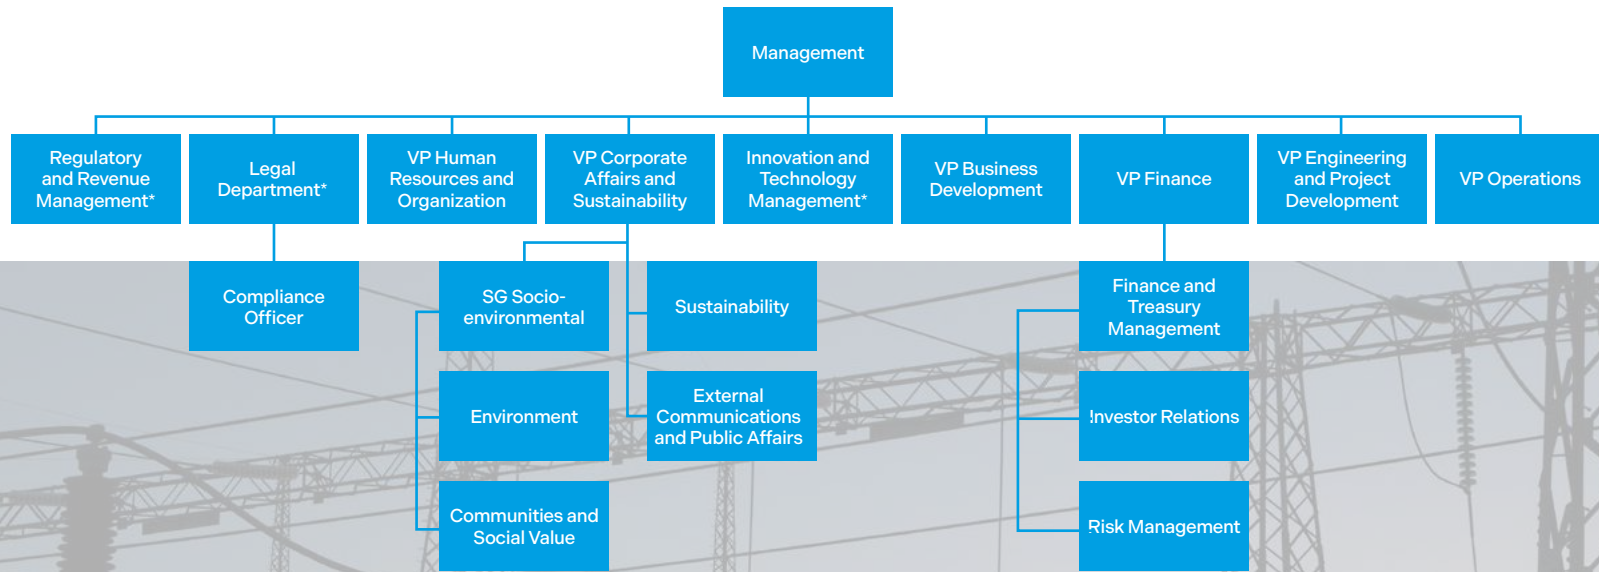 Management
Regulatory
and Revenue
Management*
Legal
Department*
VP Human
Resources and
Organization
VP Corporate
Affairs and
Sustainability
Innovation and
Technology
Management*
VP Business
Development
VP Finance
VP Engineering
and Project
Development
VP Operations
Compliance
Officer
SG Socio-
environmental
Sustainability
Finance and
Treasury
Management
Environment
External
Communications
and Public Affairs
Investor Relations
Communities and
Social Value
Risk Management